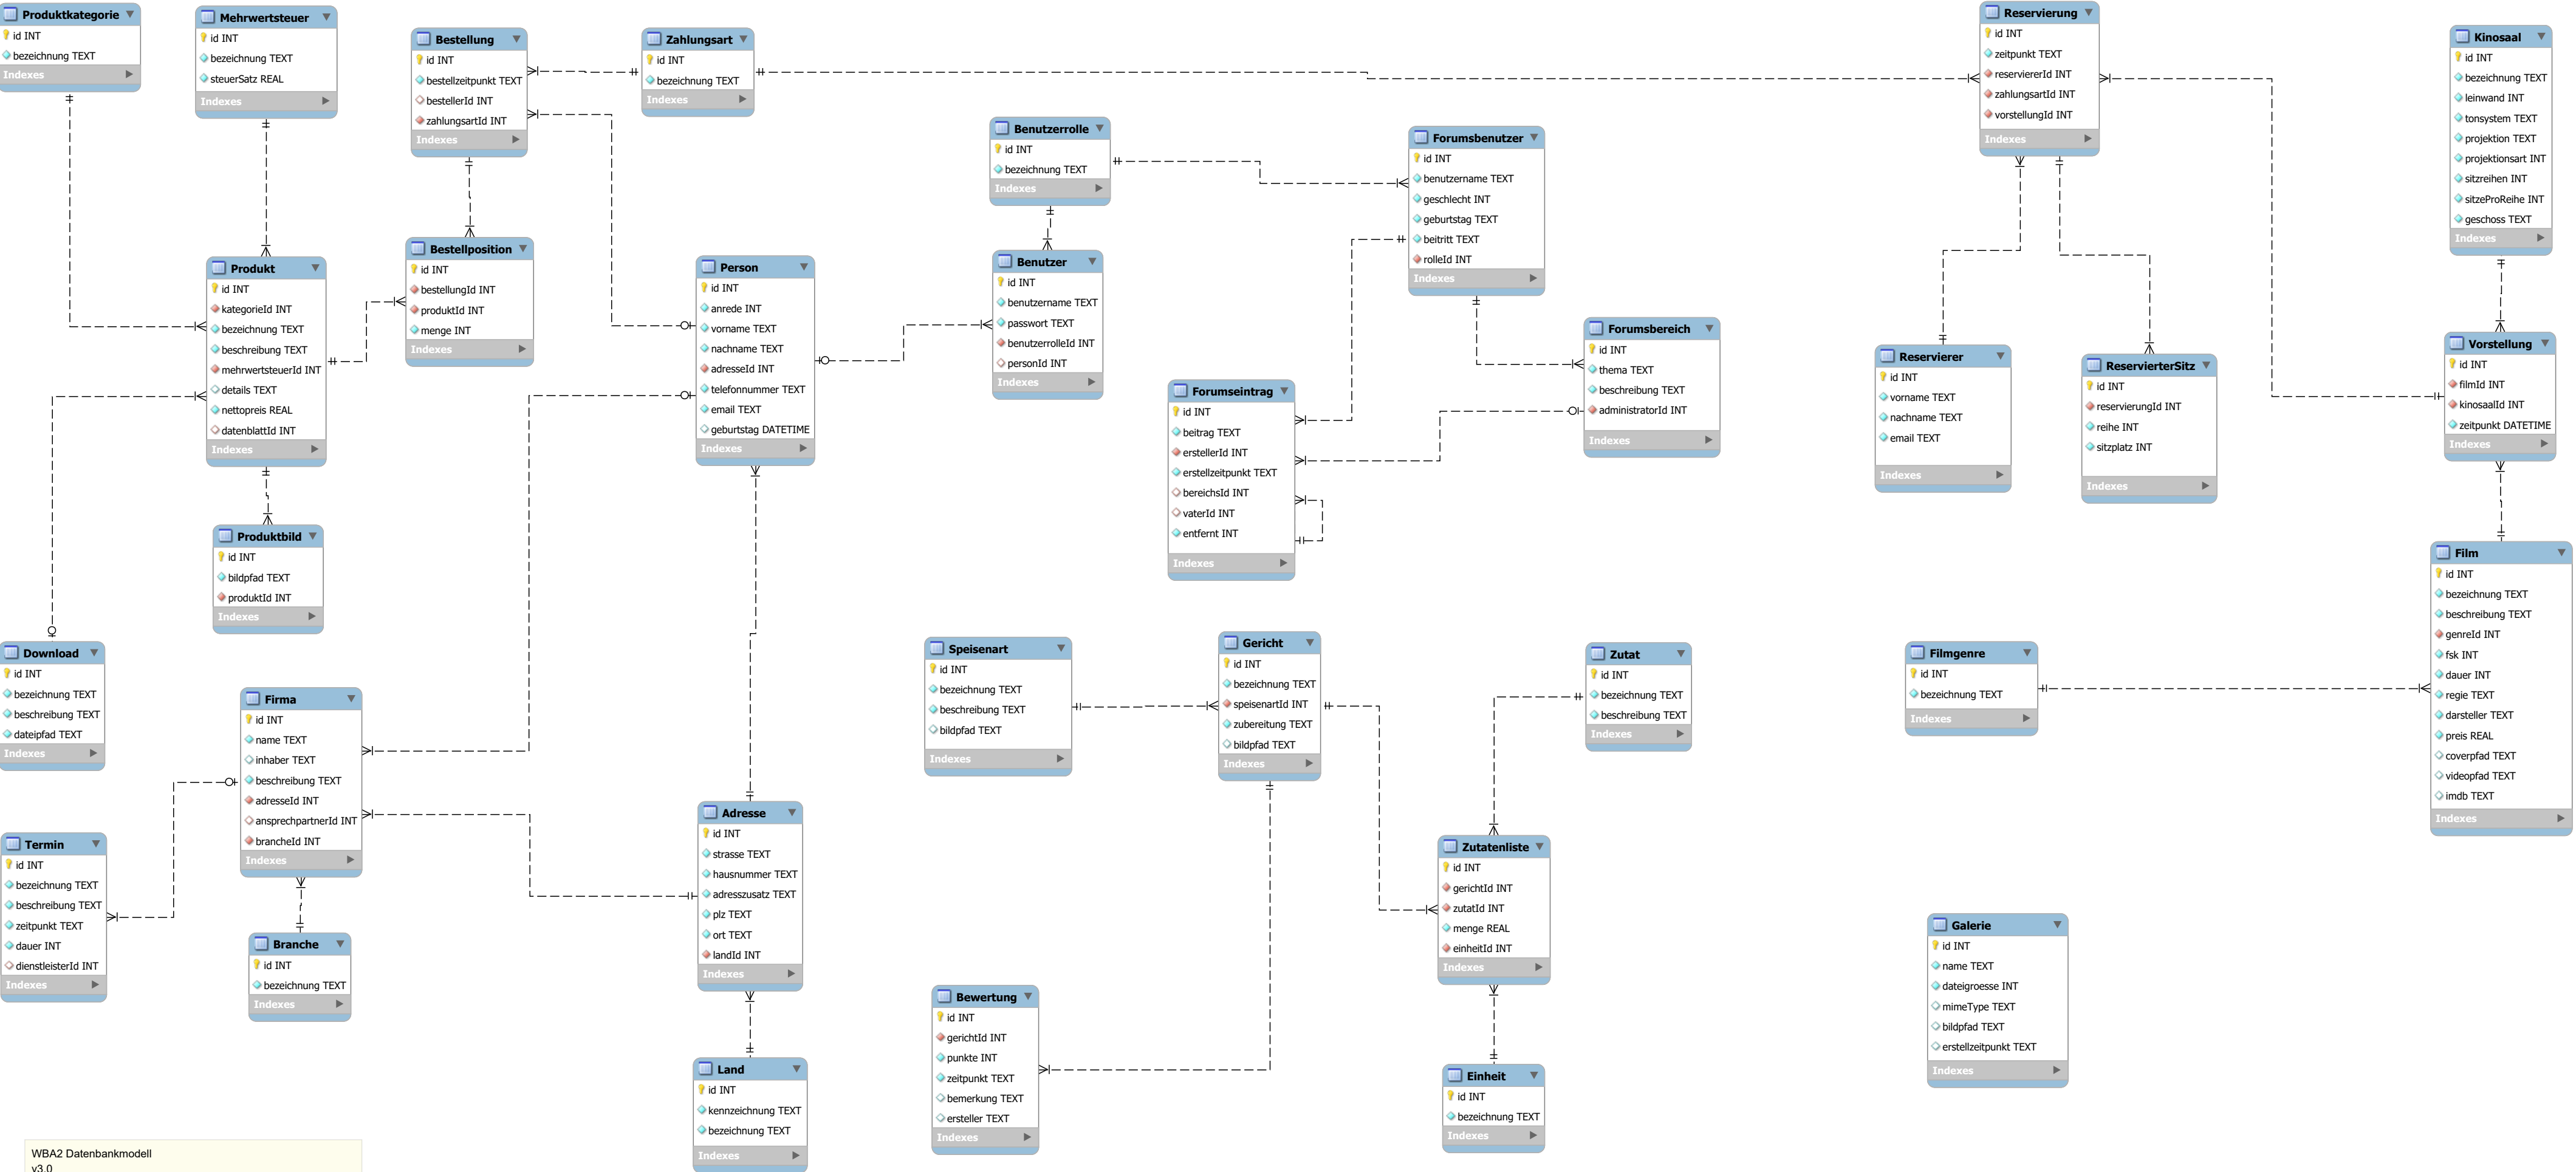 Produktkategorie
id INT
bezeichnung TEXT
Indexes
Mehrwertsteuer
id INT
bezeichnung TEXT
steuerSatz REAL
Indexes
Bestellung
id INT
bestellzeitpunkt TEXT
bestellerId INT
zahlungsartId INT
Indexes
Zahlungsart
id INT
bezeichnung TEXT
Indexes
Reservierung
id INT
zeitpunkt TEXT
reserviererId INT
zahlungsartId INT
vorstellungId INT
Indexes
Kinosaal
id INT
bezeichnung TEXT
leinwand INT
tonsystem TEXT
projektion TEXT
projektionsart INT
sitzreihen INT
sitzeProReihe INT
geschoss TEXT
Indexes
Benutzerrolle
id INT
bezeichnung TEXT
Indexes
Forumsbenutzer
id INT
benutzername TEXT
geschlecht INT
geburtstag TEXT
beitritt TEXT
rolleId INT
Indexes
Produkt
id INT
kategorieId INT
bezeichnung TEXT
beschreibung TEXT
mehrwertsteuerId INT
details TEXT
nettopreis REAL
datenblattId INT
Indexes
Bestellposition
id INT
bestellungId INT
produktId INT
menge INT
Indexes
Person
id INT
anrede INT
vorname TEXT
nachname TEXT
adresseId INT
telefonnummer TEXT
email TEXT
geburtstag DATETIME
Indexes
Benutzer
id INT
benutzername TEXT
passwort TEXT
benutzerrolleId INT
personId INT
Indexes
Forumsbereich
id INT
thema TEXT
beschreibung TEXT
administratorId INT
Indexes
Forumseintrag
id INT
beitrag TEXT
erstellerId INT
erstellzeitpunkt TEXT
bereichsId INT
vaterId INT
entfernt INT
Indexes
Reservierer
id INT
vorname TEXT
nachname TEXT
email TEXT
Indexes
ReservierterSitz
id INT
reservierungId INT
reihe INT
sitzplatz INT
Indexes
Vorstellung
id INT
filmId INT
kinosaalId INT
zeitpunkt DATETIME
Indexes
Produktbild
id INT
bildpfad TEXT
produktId INT
Indexes
Film
id INT
bezeichnung TEXT
beschreibung TEXT
genreId INT
fsk INT
dauer INT
regie TEXT
darsteller TEXT
preis REAL
coverpfad TEXT
videopfad TEXT
imdb TEXT
Indexes
Download
id INT
bezeichnung TEXT
beschreibung TEXT
dateipfad TEXT
Indexes
Firma
id INT
name TEXT
inhaber TEXT
beschreibung TEXT
adresseId INT
ansprechpartnerId INT
brancheId INT
Indexes
Speisenart
id INT
bezeichnung TEXT
beschreibung TEXT
bildpfad TEXT
Indexes
Gericht
id INT
bezeichnung TEXT
speisenartId INT
zubereitung TEXT
bildpfad TEXT
Indexes
Zutat
id INT
bezeichnung TEXT
beschreibung TEXT
Indexes
Filmgenre
id INT
bezeichnung TEXT
Indexes
Termin
id INT
bezeichnung TEXT
beschreibung TEXT
zeitpunkt TEXT
dauer INT
dienstleisterId INT
Indexes
Branche
id INT
bezeichnung TEXT
Indexes
Adresse
id INT
strasse TEXT
hausnummer TEXT
adresszusatz TEXT
plz TEXT
ort TEXT
landId INT
Indexes
Zutatenliste
id INT
gerichtId INT
zutatId INT
menge REAL
einheitId INT
Indexes
Galerie
id INT
name TEXT
dateigroesse INT
mimeType TEXT
bildpfad TEXT
erstellzeitpunkt TEXT
Indexes
Bewertung
id INT
gerichtId INT
punkte INT
zeitpunkt TEXT
bemerkung TEXT
ersteller TEXT
Indexes
Land
id INT
kennzeichnung TEXT
bezeichnung TEXT
Indexes
Einheit
id INT
bezeichnung TEXT
Indexes
WBA2 Datenbankmodell
v3.0